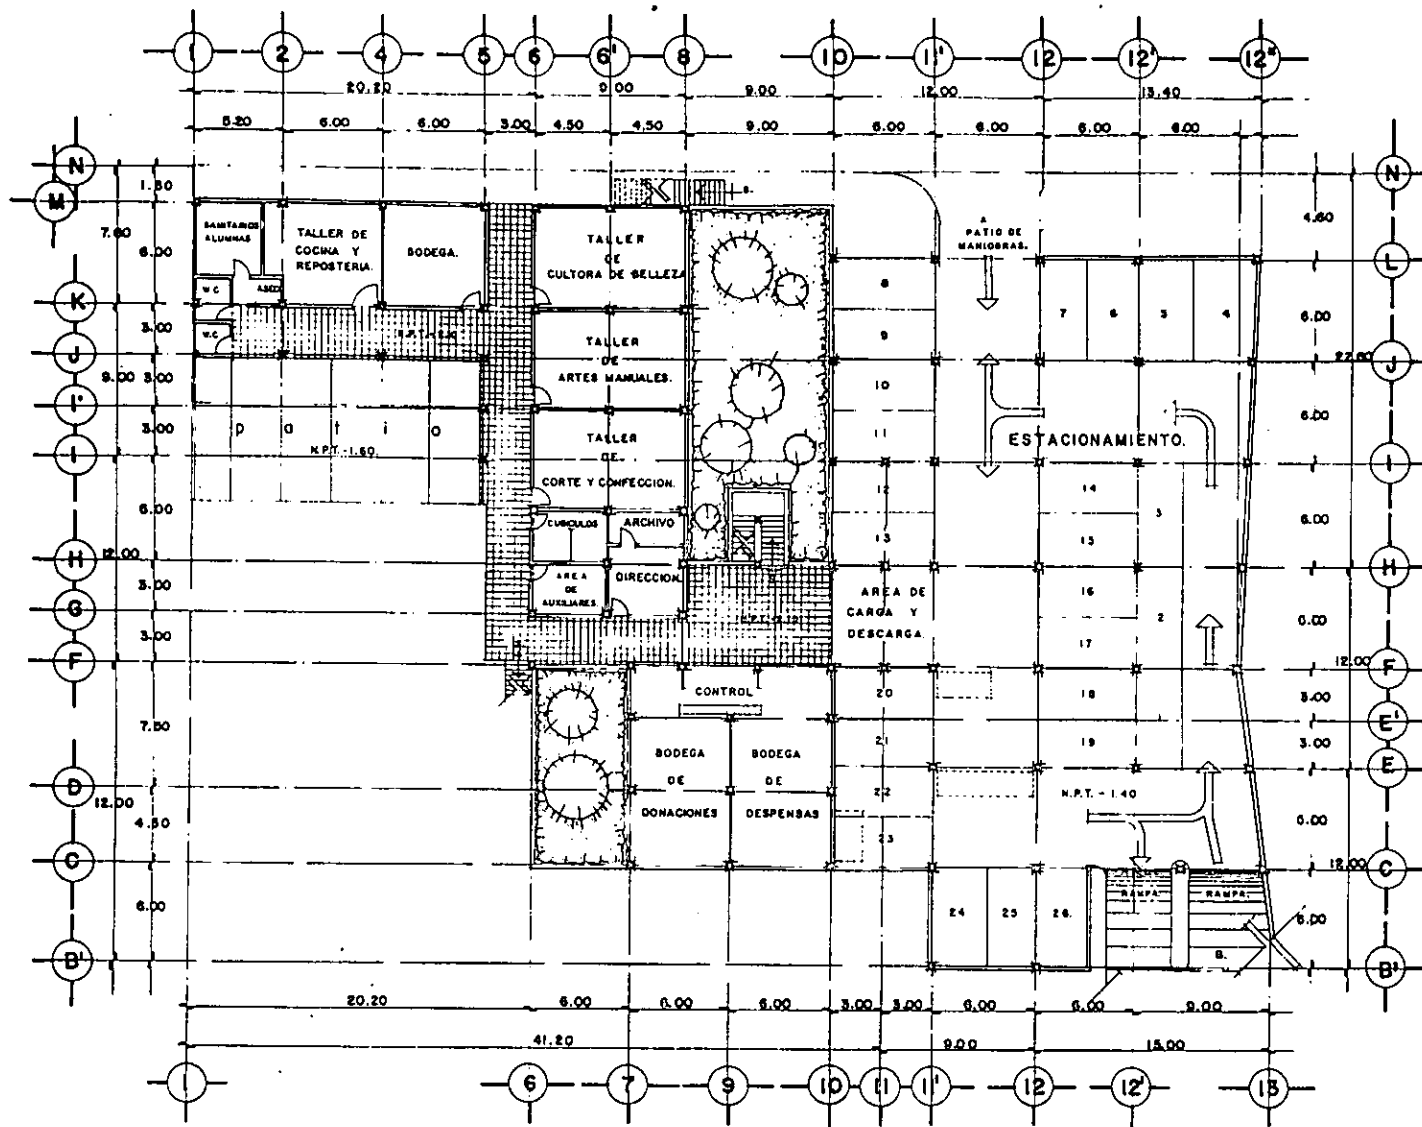 1 2 4 5 6 6' 8 10 11' 12 12' 12"
20.20 9.00 9.00 12.00 13.40
5.20 6.00 6.00 3.00 4.50 4.50 9.00 6.00 6.00 6.00 6.00
N
M
K
J
I'
I
H
G
F
D
C
B'
7.80
9.00
12.00
12.00
6.00
3.00
3.00
3.00
6.00
3.00
3.00
7.50
4.50
6.00
SANITARIOS
ALUMNAS
W.C
ASEO
W.C
TALLER DE
COCINA Y
REPOSTERIA.
BODEGA.
p a t i o
N.P.T.-1.60.
TALLER
DE
CULTORA DE BELLEZA
TALLER
DE
ARTES MANUALES.
TALLER
DE
CORTE Y CONFECCION.
CUBICULOS
ARCHIVO
AREA
DE
AUXILIARES.
DIRECCION.
B.
A
PATIO DE
MANIOBRAS.
8
9
10
11
12
13
7 6 5 4
ESTACIONAMIENTO.
14
3
15
16
2
17
AREA DE
CARGA Y
DESCARGA
CONTROL
BODEGA
DE
DONACIONES
BODEGA
DE
DESPENSAS
20
21
22
23
18
1
19
N.P.T. - 1.40
24 25 26.
RAMPA. RAMPA.
B.
N
L
J
I
H
F
E'
E
C
B'
4.60
6.00
6.00
6.00
6.00
3.00
3.00
6.00
6.00
22.60
12.00
12.00
20.20 6.00 6.00 6.00 3.00 3.00 6.00 6.00 9.00
41.20 9.00 15.00
1 6 7 9 10 11 11' 12 12' 13